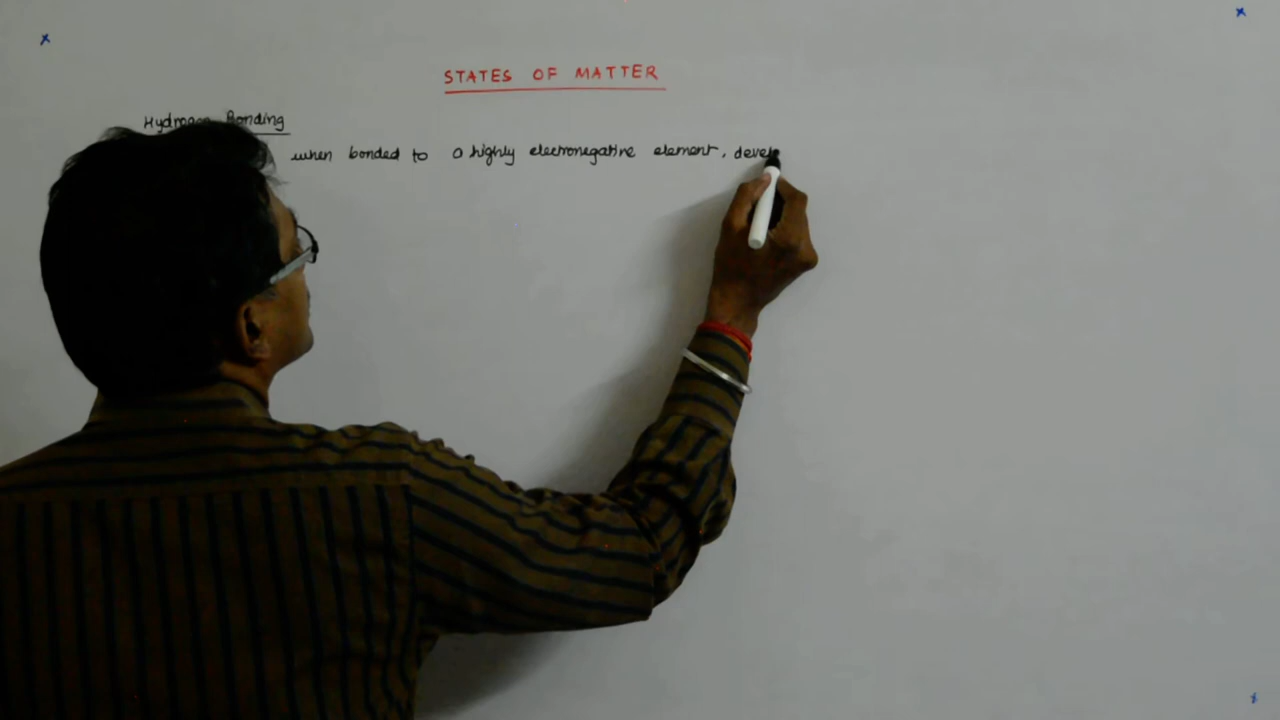 STATES OF MATTER
Hydrogen Bonding
when bonded to a highly electronegative element, devel